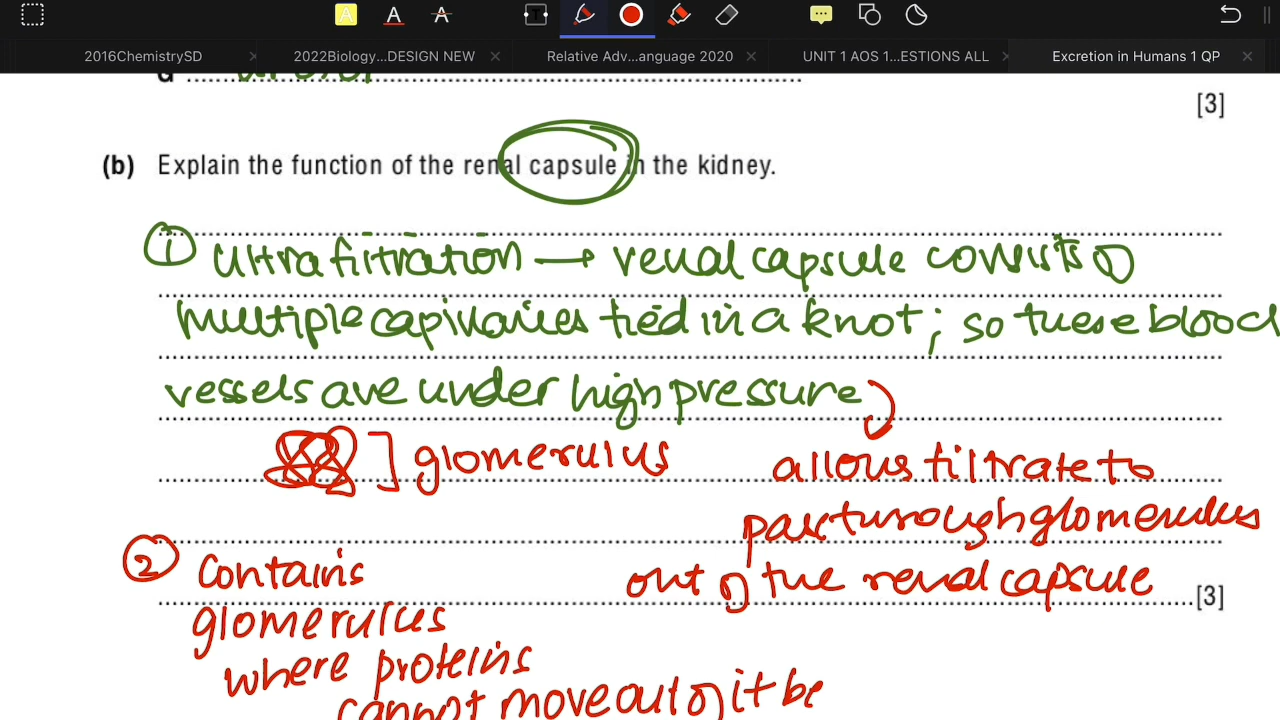 A A A T
2016ChemistrySD × 2022Biology...DESIGN NEW × Relative Adv...anguage 2020 × UNIT 1 AOS 1...ESTIONS ALL × Excretion in Humans 1 QP ×
d
[3]
(b) Explain the function of the renal capsule in the kidney.
① Ultrafiltration → renal capsule consists of
multiple capillaries tied in a knot; so these blood
vessels are under high pressure
] glomerulus
allows filtrate to
pass through glomerulus
out of the renal capsule
[3]
② Contains
glomerulus
where proteins
cannot move out of it be